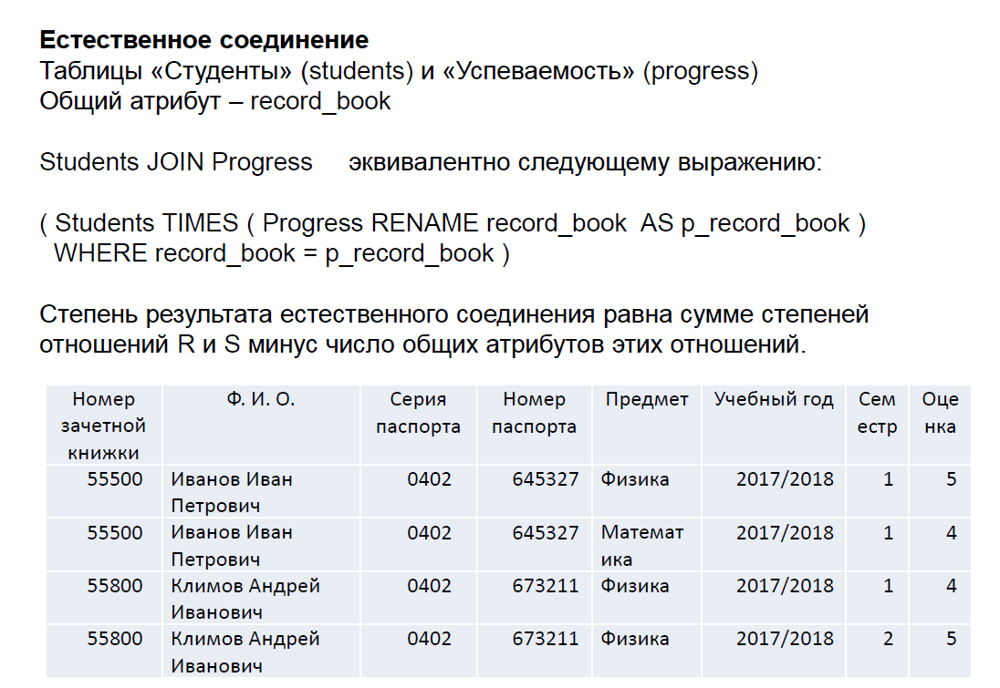 Естественное соединение
Таблицы «Студенты» (students) и «Успеваемость» (progress)
Общий атрибут – record_book
Students JOIN Progress эквивалентно следующему выражению:
( Students TIMES ( Progress RENAME record_book AS p_record_book )
WHERE record_book = p_record_book )
Степень результата естественного соединения равна сумме степеней
отношений R и S минус число общих атрибутов этих отношений.
Номер Ф. И. О. Серия Номер Предмет Учебный год Сем Оце
зачетной паспорта паспорта естр нка
книжки
55500 Иванов Иван 0402 645327 Физика 2017/2018 1 5
Петрович
55500 Иванов Иван 0402 645327 Математ 2017/2018 1 4
Петрович ика
55800 Климов Андрей 0402 673211 Физика 2017/2018 1 4
Иванович
55800 Климов Андрей 0402 673211 Физика 2017/2018 2 5
Иванович